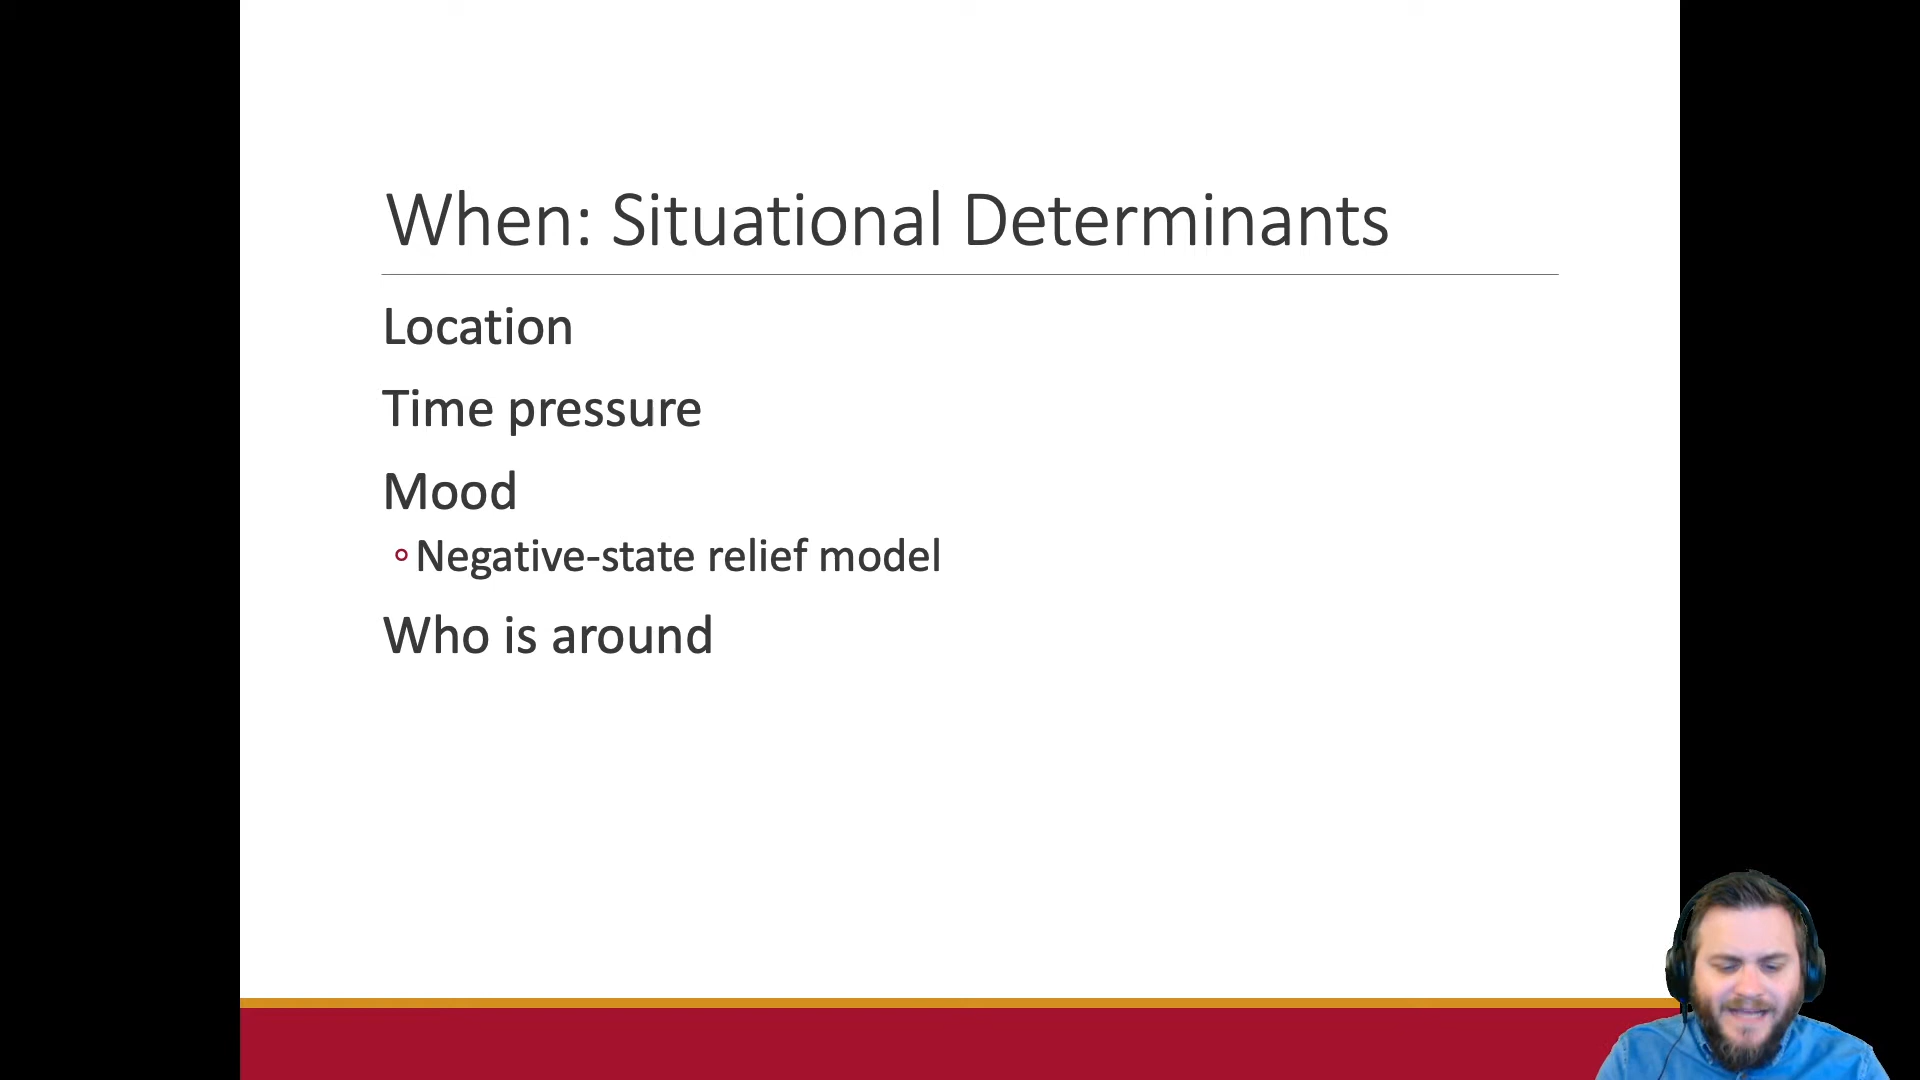 When: Situational Determinants
Location
Time pressure
Mood
Negative-state relief model
Who is around